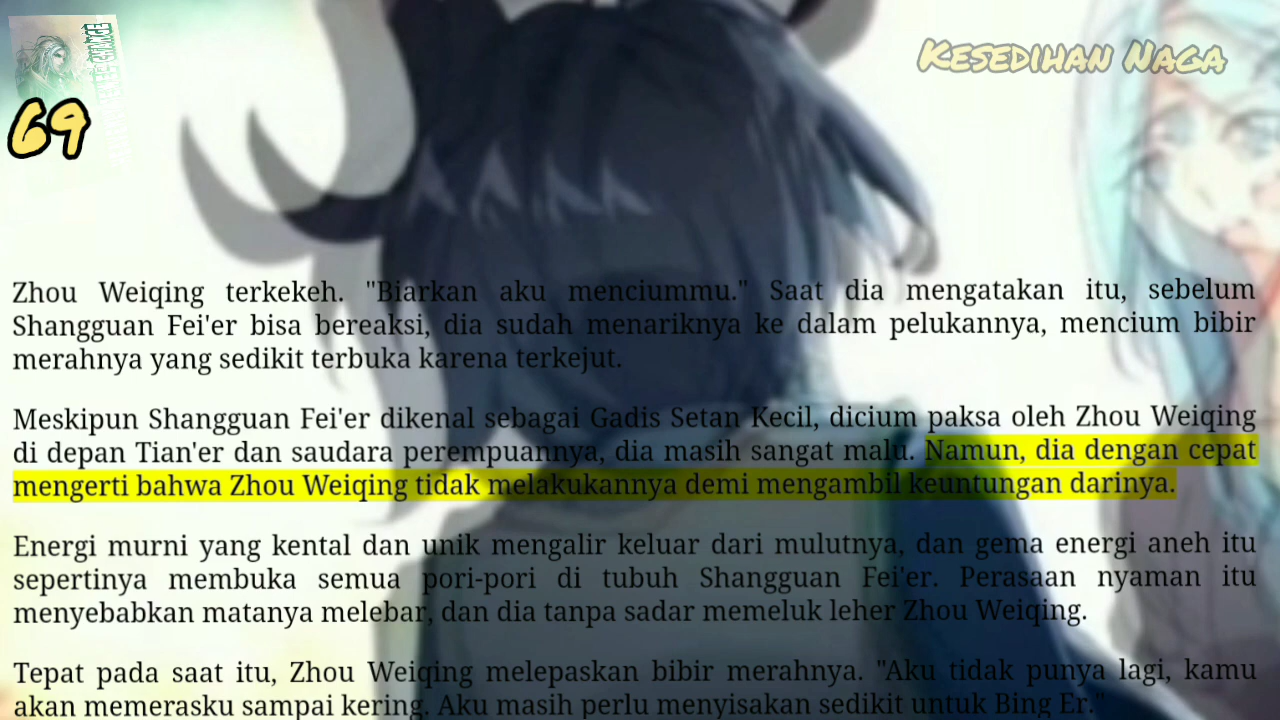 Kesedihan Naga
69
Zhou Weiqing terkekeh. "Biarkan aku menciummu." Saat dia mengatakan itu, sebelum
Shangguan Fei'er bisa bereaksi, dia sudah menariknya ke dalam pelukannya, mencium bibir
merahnya yang sedikit terbuka karena terkejut.
Meskipun Shangguan Fei'er dikenal sebagai Gadis Setan Kecil, dicium paksa oleh Zhou Weiqing
di depan Tian'er dan saudara perempuannya, dia masih sangat malu. Namun, dia dengan cepat
mengerti bahwa Zhou Weiqing tidak melakukannya demi mengambil keuntungan darinya.
Energi murni yang kental dan unik mengalir keluar dari mulutnya, dan gema energi aneh itu
sepertinya membuka semua pori-pori di tubuh Shangguan Fei'er. Perasaan nyaman itu
menyebabkan matanya melebar, dan dia tanpa sadar memeluk leher Zhou Weiqing.
Tepat pada saat itu, Zhou Weiqing melepaskan bibir merahnya. "Aku tidak punya lagi, kamu
akan memerasku sampai kering. Aku masih perlu menyisakan sedikit untuk Bing Er."